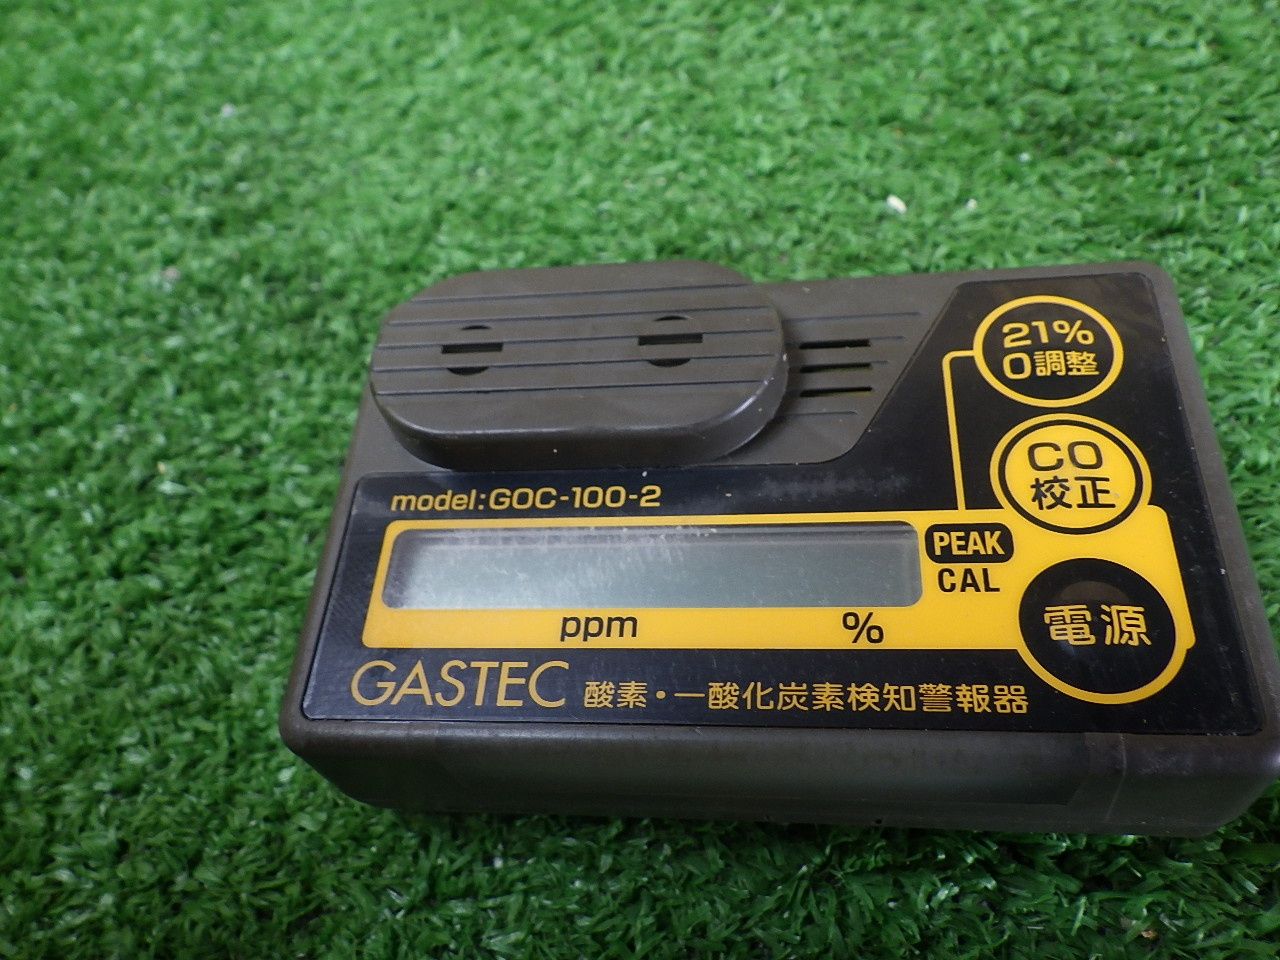 21%
0調整
CO
校正
model:GOC-100-2
PEAK
CAL
ppm %
電源
GASTEC 酸素・一酸化炭素検知警報器